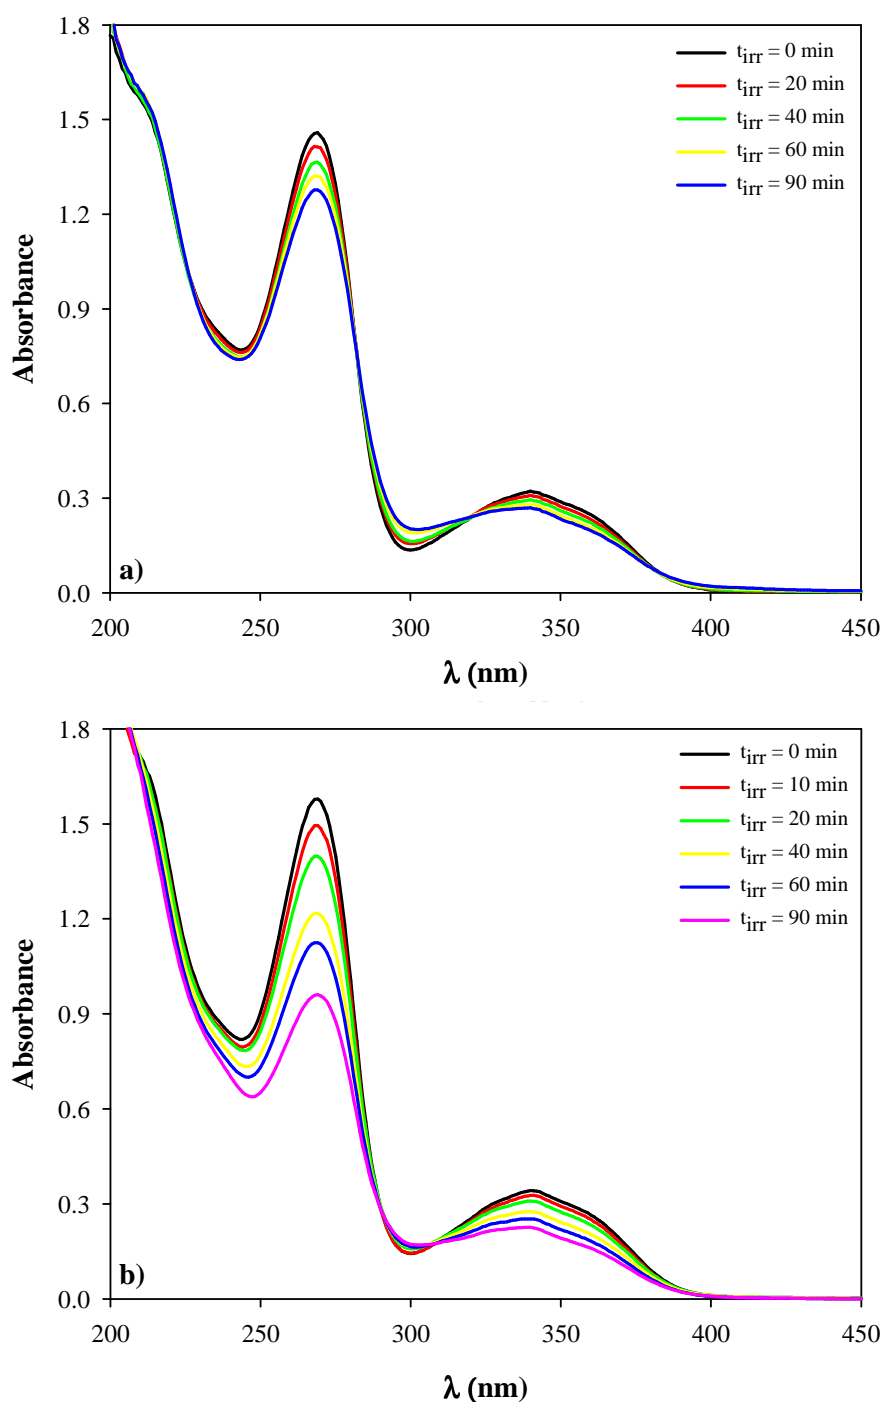 1.8
1.5
1.2
0.9
0.6
0.3
0.0
Absorbance
t_irr = 0 min
t_irr = 20 min
t_irr = 40 min
t_irr = 60 min
t_irr = 90 min
a)
200 250 300 350 400 450
λ (nm)
1.8
1.5
1.2
0.9
0.6
0.3
0.0
Absorbance
t_irr = 0 min
t_irr = 10 min
t_irr = 20 min
t_irr = 40 min
t_irr = 60 min
t_irr = 90 min
b)
200 250 300 350 400 450
λ (nm)